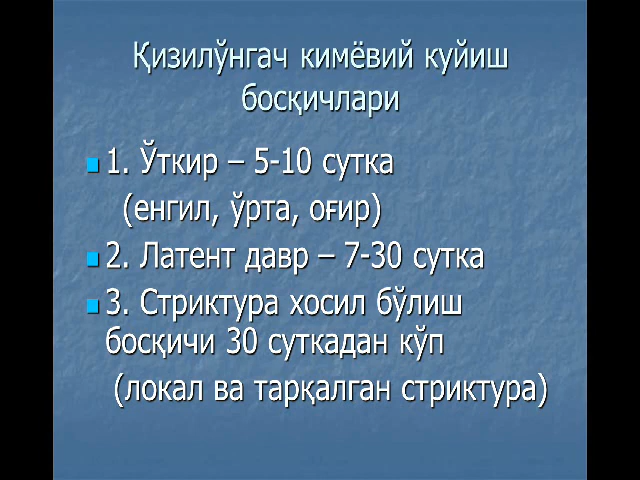 Қизилўнгач кимёвий куйиш
босқичлари
1. Ўткир – 5-10 сутка
(енгил, ўрта, оғир)
2. Латент давр – 7-30 сутка
3. Стриктура хосил бўлиш
босқичи 30 суткадан кўп
(локал ва тарқалган стриктура)